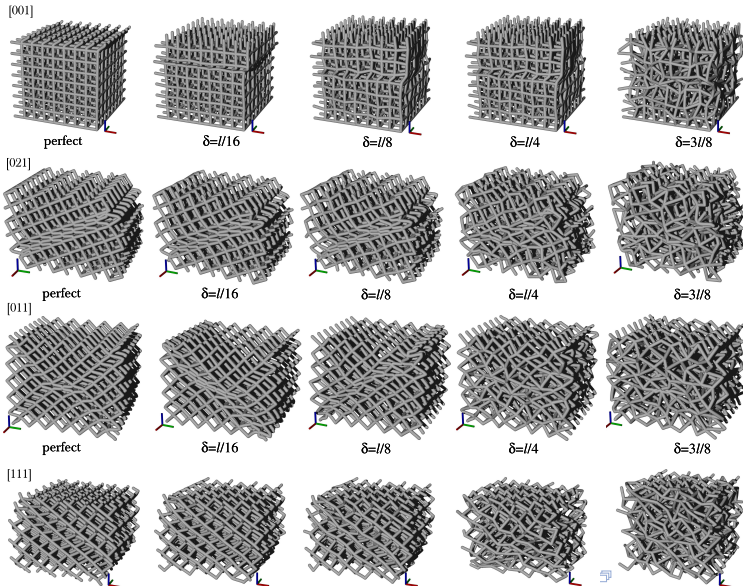 [001]
perfect δ=l/16 δ=l/8 δ=l/4 δ=3l/8
[021]
perfect δ=l/16 δ=l/8 δ=l/4 δ=3l/8
[011]
perfect δ=l/16 δ=l/8 δ=l/4 δ=3l/8
[111]